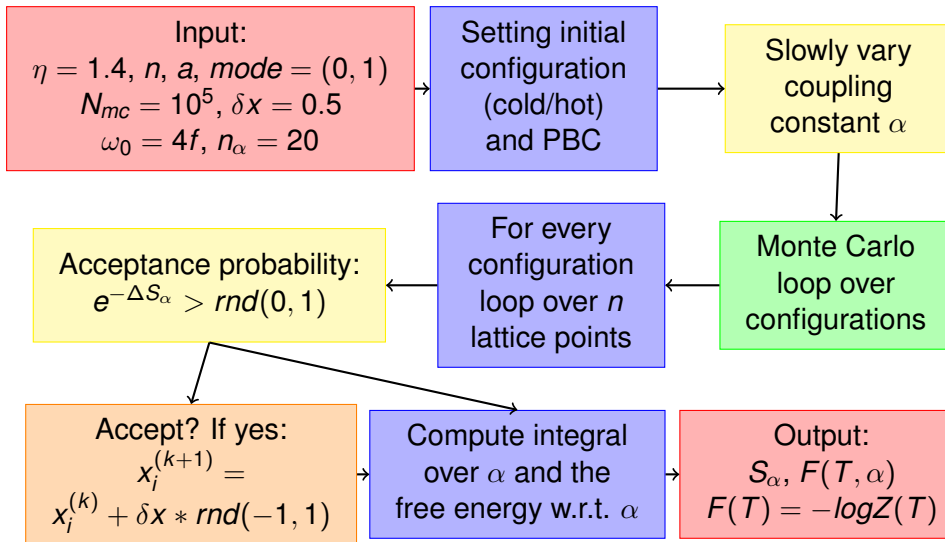 Input:
η = 1.4, n, a, mode = (0, 1)
N_mc = 10^5, δx = 0.5
ω_0 = 4f, n_α = 20
Setting initial
configuration
(cold/hot)
and PBC
Slowly vary
coupling
constant α
Monte Carlo
loop over
configurations
For every
configuration
loop over n
lattice points
Acceptance probability:
e^{-ΔS_α} > rnd(0, 1)
Accept? If yes:
x_i^{(k+1)} =
x_i^{(k)} + δx * rnd(−1, 1)
Compute integral
over α and the
free energy w.r.t. α
Output:
S_α, F(T, α)
F(T) = −logZ(T)